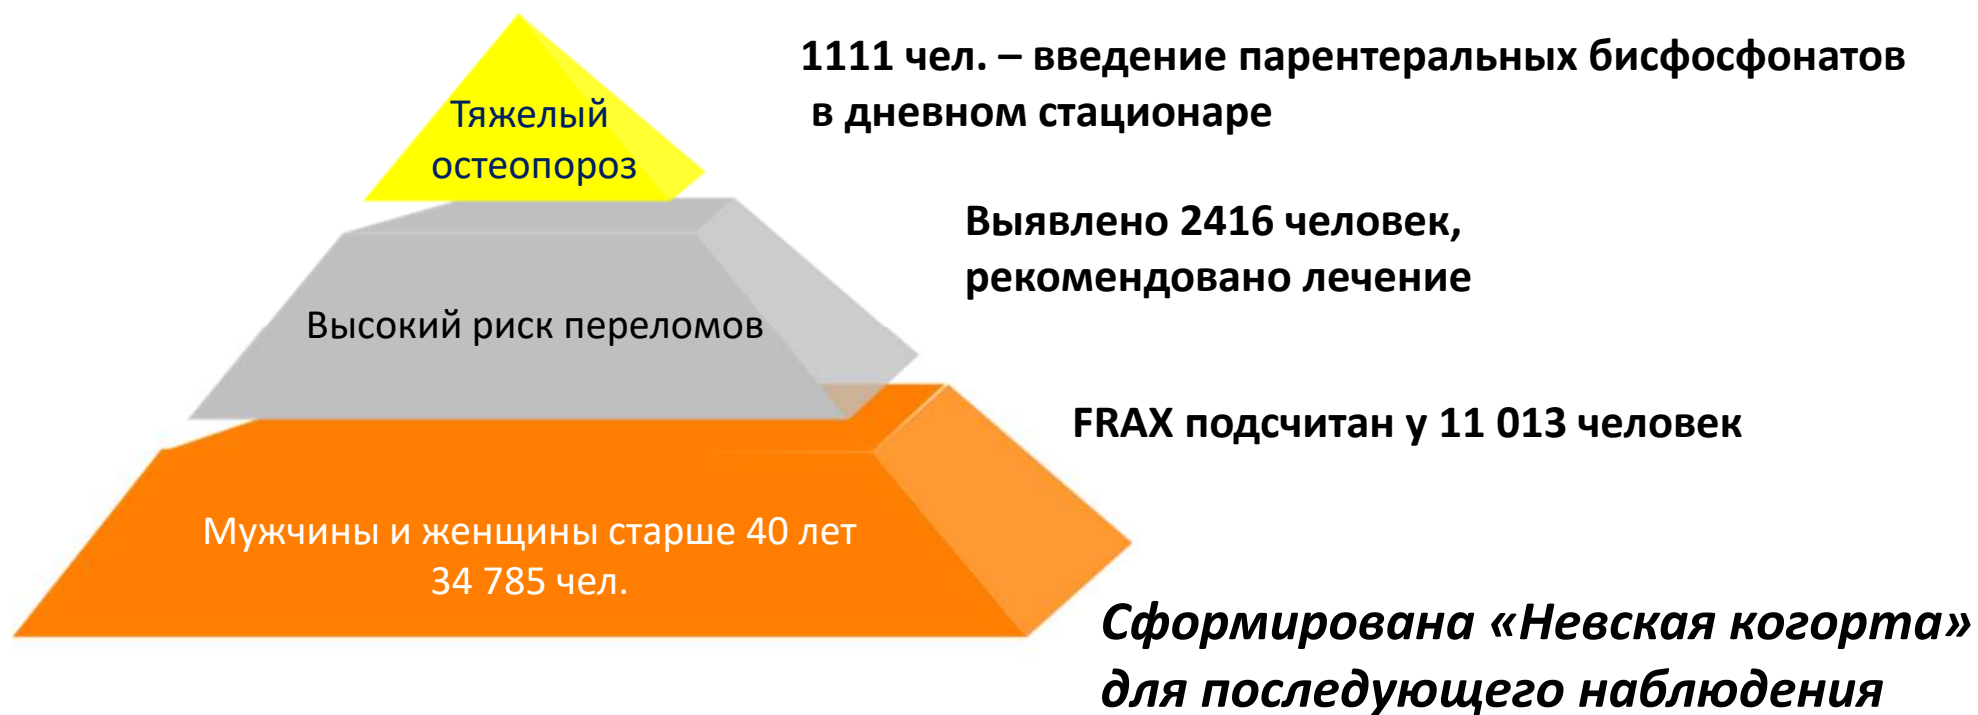 1111 чел. – введение парентеральных бисфосфонатов
в дневном стационаре
Тяжелый
остеопороз
Выявлено 2416 человек,
рекомендовано лечение
Высокий риск переломов
FRAX подсчитан у 11 013 человек
Мужчины и женщины старше 40 лет
34 785 чел.
Сформирована «Невская когорта»
для последующего наблюдения